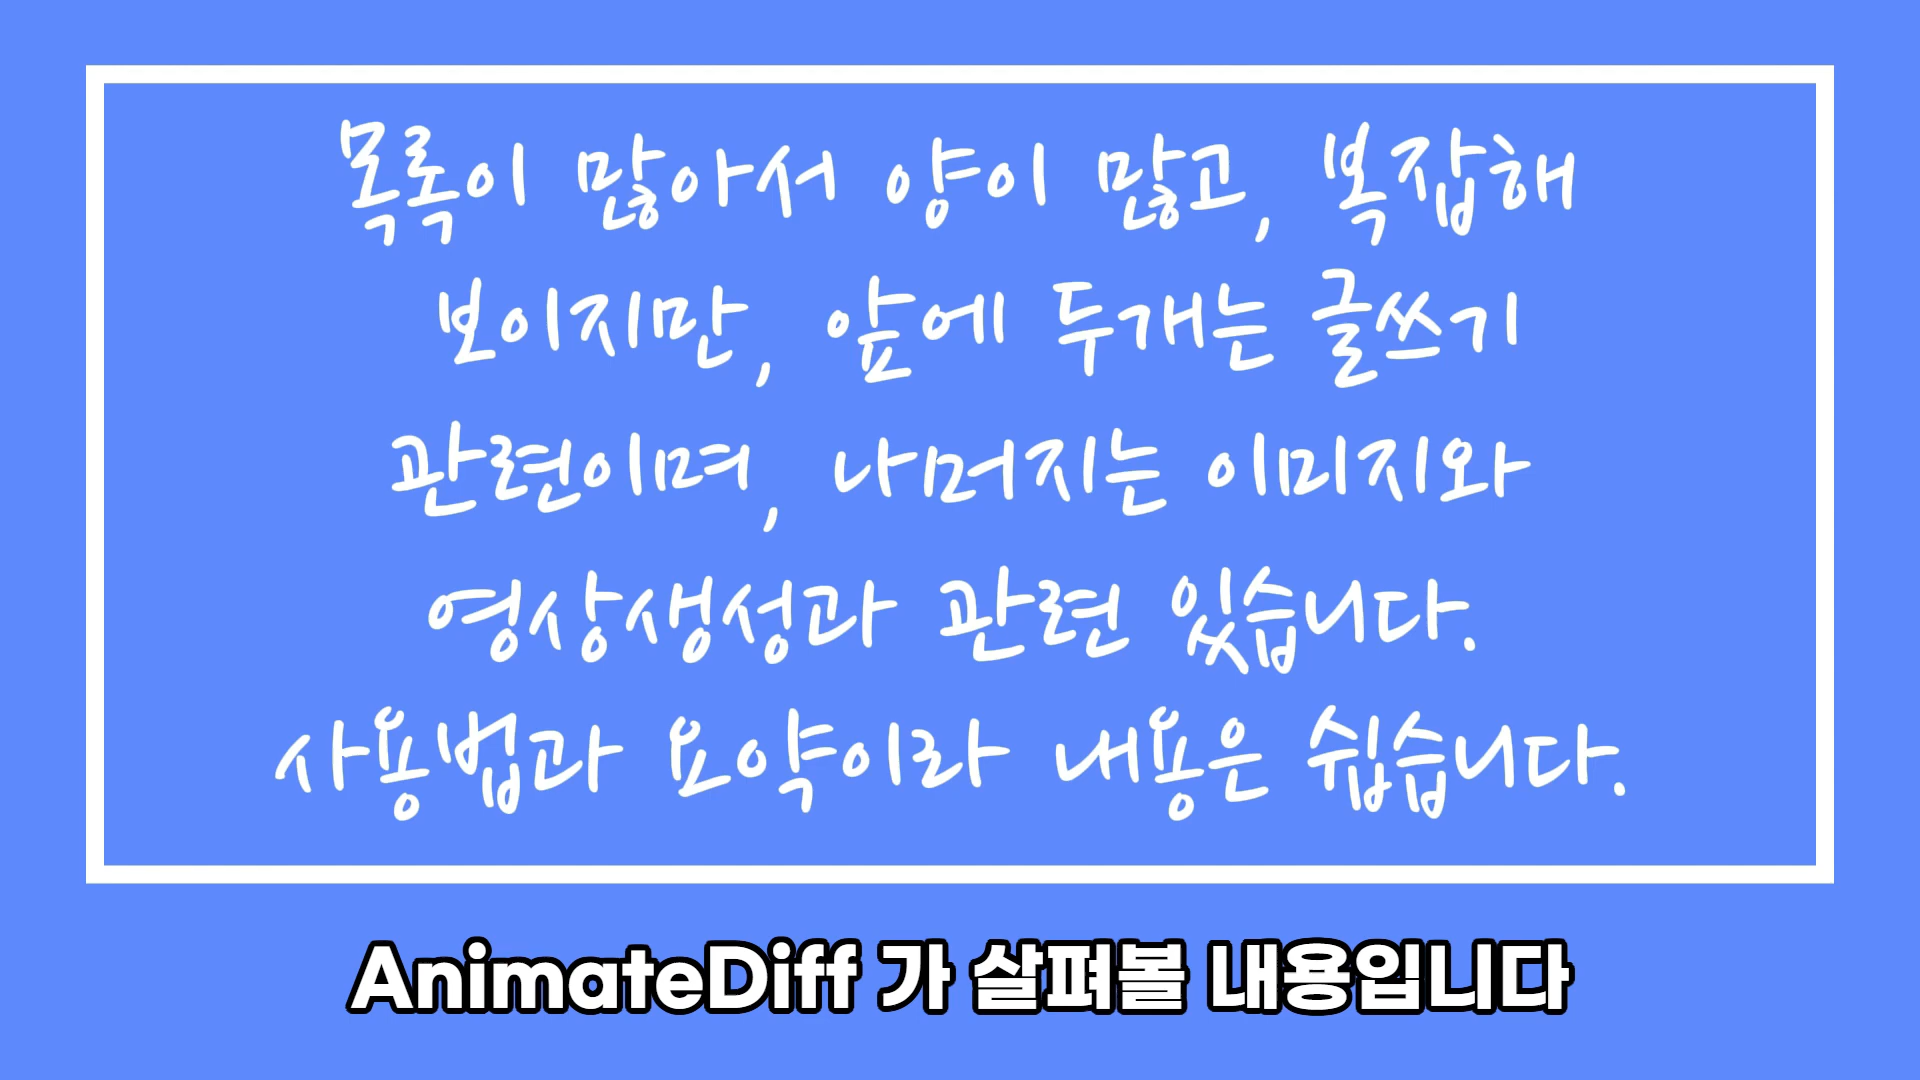 목록이 많아서 양이 많고, 복잡해
보이지만, 앞에 두개는 글쓰기
관련이며, 나머지는 이미지와
영상생성과 관련 있습니다.
사용법과 요약이라 내용은 쉽습니다.
AnimateDiff 가 살펴볼 내용입니다